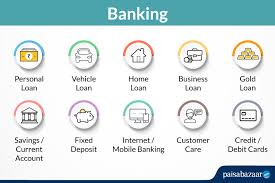 Banking
Personal Loan
Vehicle Loan
Home Loan
Business Loan
Gold Loan
Savings / Current Account
Fixed Deposit
Internet / Mobile Banking
Customer Care
Credit / Debit Cards
paisabazaar